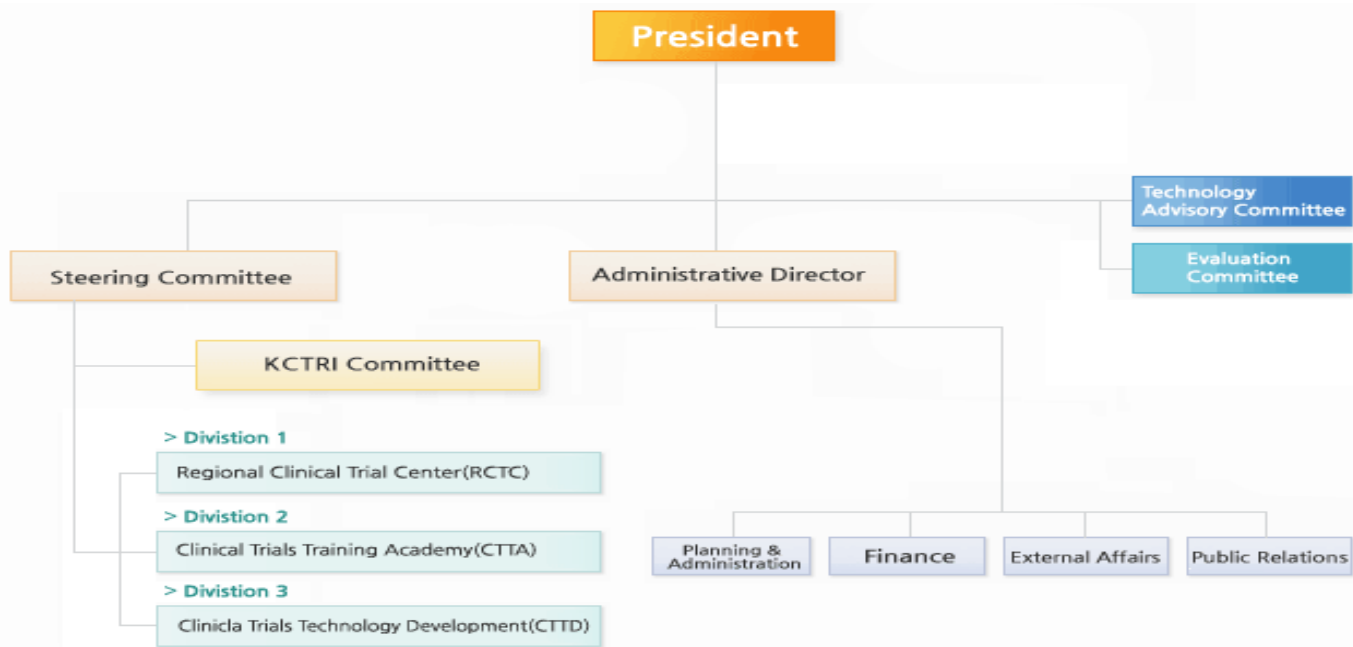 President
Technology
Advisory Committee
Evaluation
Committee
Steering Committee
Administrative Director
KCTRI Committee
> Divistion 1
Regional Clinical Trial Center(RCTC)
> Divistion 2
Clinical Trials Training Academy(CTTA)
> Divistion 3
Clinicla Trials Technology Development(CTTD)
Planning &
Administration
Finance
External Affairs
Public Relations